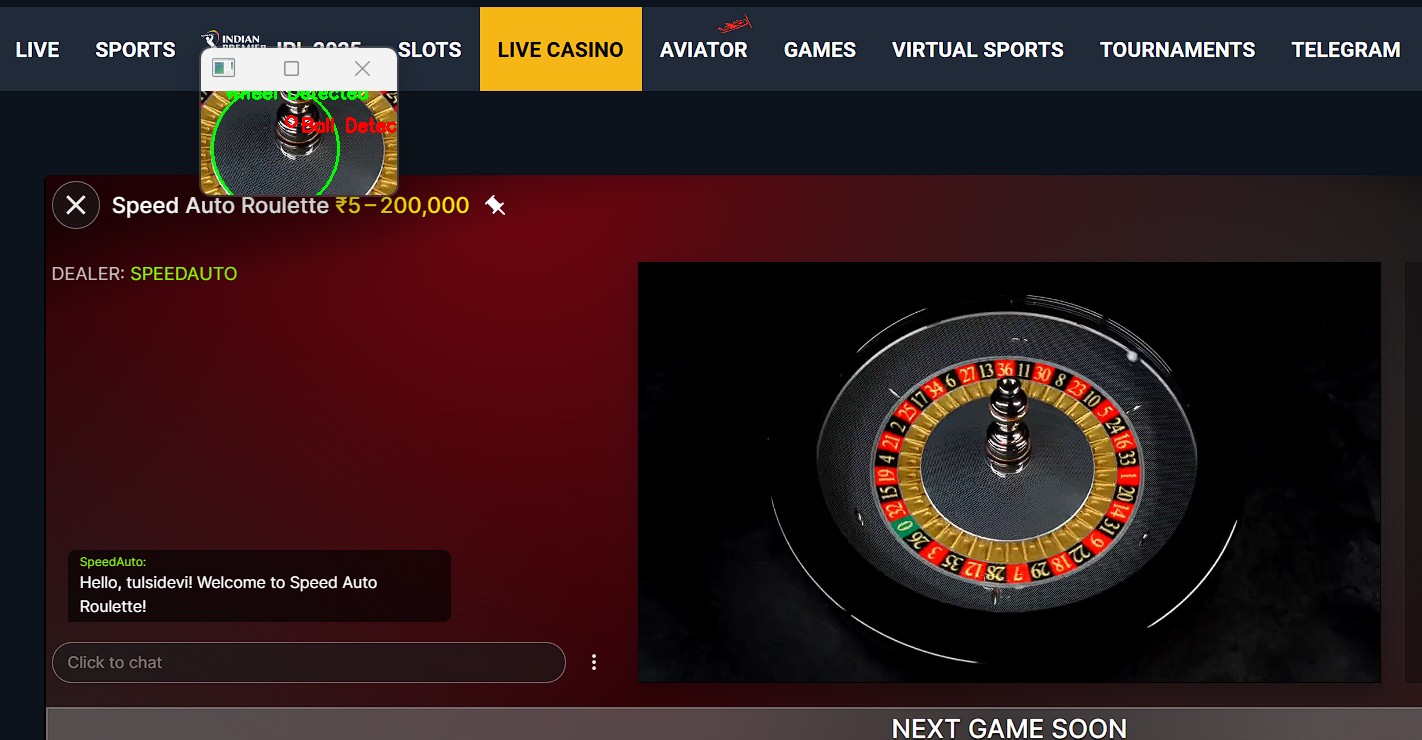 LIVE SPORTS INDIAN PREMIER IPL 2025 SLOTS LIVE CASINO AVIATOR GAMES VIRTUAL SPORTS TOURNAMENTS TELEGRAM
Wheel Detected
Ball Detec
Speed Auto Roulette ₹5–200,000
DEALER: SPEEDAUTO
2 25 17 34 6 27 13 36 11 30 8 23 10 5 24 16 33 1 20 14 31 9 22 18 29 7 28 12 35 3 26 0 32 15 19 4 21
SpeedAuto:
Hello, tulsidevi! Welcome to Speed Auto
Roulette!
Click to chat
NEXT GAME SOON